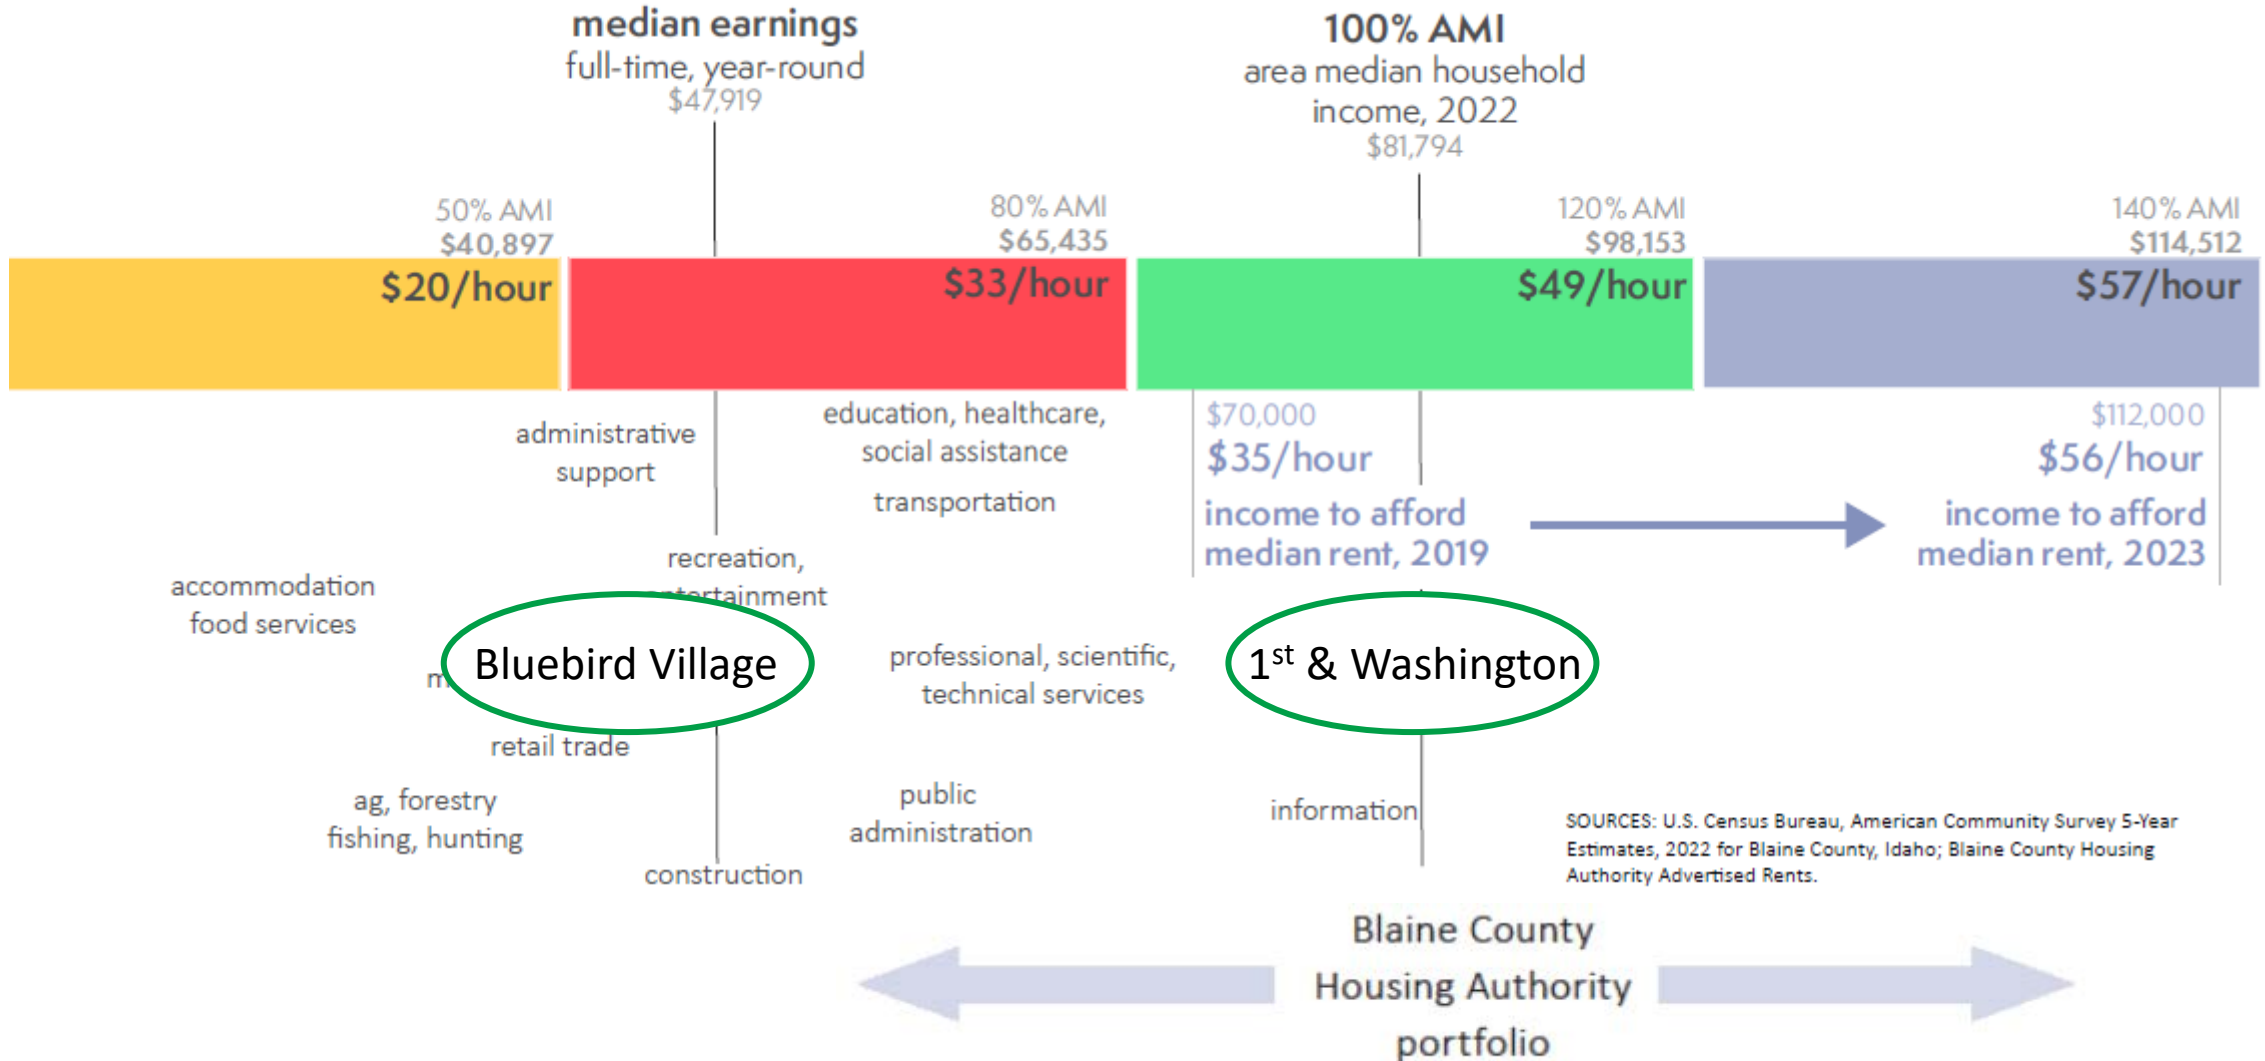 median earnings
full-time, year-round
$47,919
100% AMI
area median household
income, 2022
$81,794
50% AMI
$40,897
80% AMI
$65,435
120% AMI
$98,153
140% AMI
$114,512
$20/hour
$33/hour
$49/hour
$57/hour
administrative
support
education, healthcare,
social assistance
transportation
$70,000
$35/hour
income to afford
median rent, 2019
$112,000
$56/hour
income to afford
median rent, 2023
recreation,
accommodation
food services
Bluebird Village
professional, scientific,
technical services
1st & Washington
retail trade
ag, forestry
fishing, hunting
public
administration
information
construction
SOURCES: U.S. Census Bureau, American Community Survey 5-Year
Estimates, 2022 for Blaine County, Idaho; Blaine County Housing
Authority Advertised Rents.
Blaine County
Housing Authority
portfolio